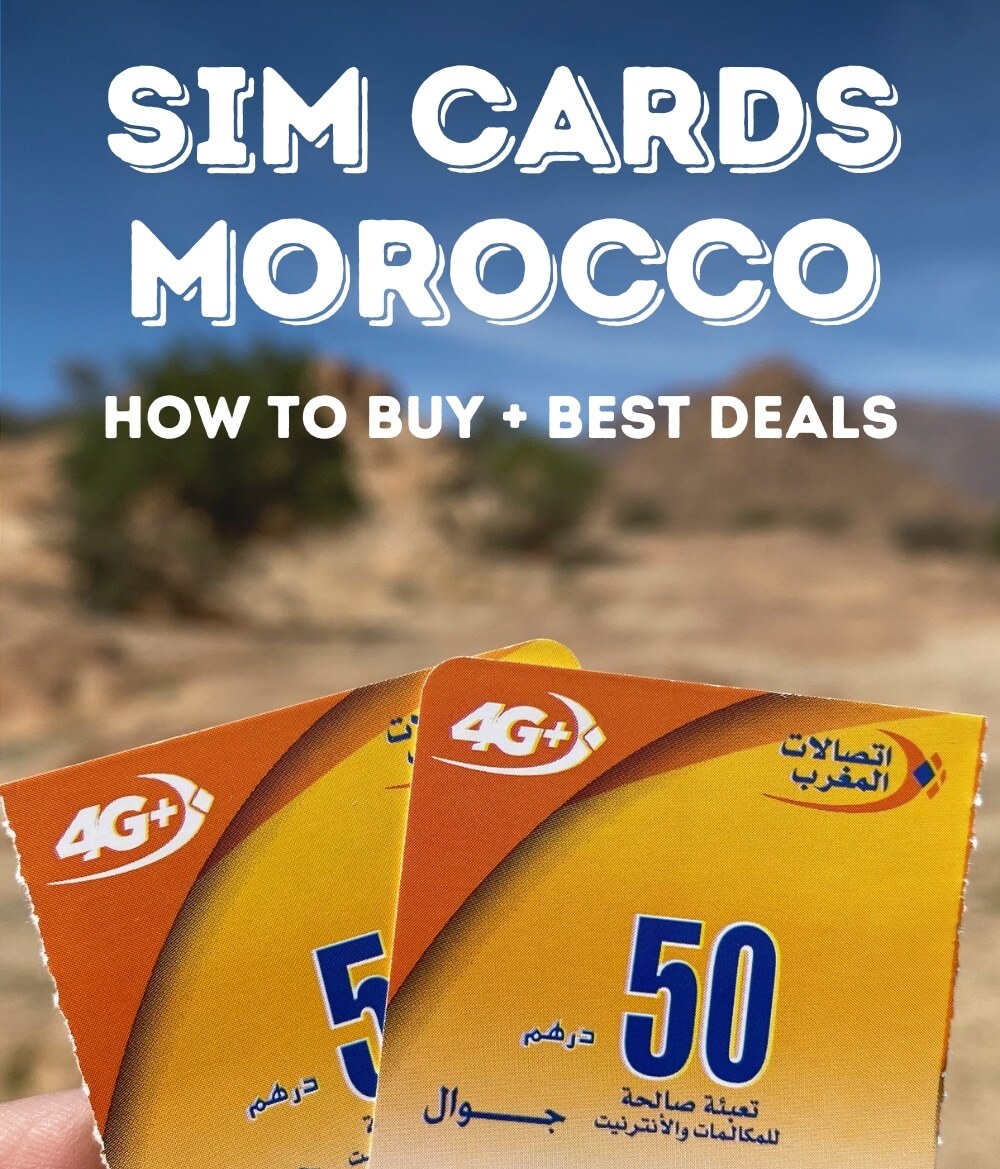 SIM CARDS
MOROCCO
HOW TO BUY + BEST DEALS
4G+
4G+
اتصالات
المغرب
50
درهم
درهم
جوال
تعبئة صالحة
للمكالمات والأنترنيت